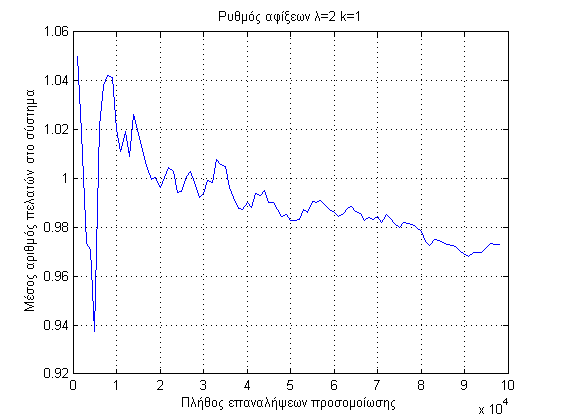 Ρυθμός αφίξεων λ=2 k=1
Μέσος αριθμός πελατών στο σύστημα
1.06
1.04
1.02
1
0.98
0.96
0.94
0.92
0 1 2 3 4 5 6 7 8 9 10
x 10^4
Πλήθος επαναλήψεων προσομοίωσης